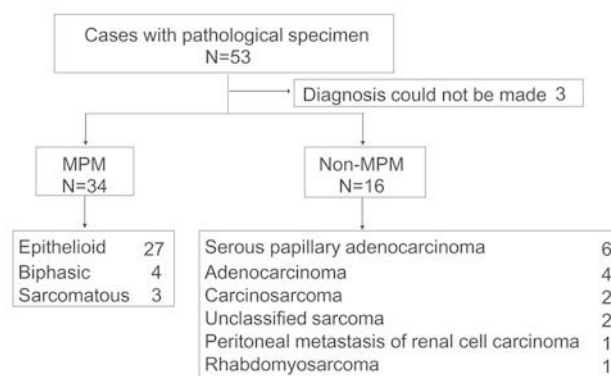 Cases with pathological specimen
N=53
Diagnosis could not be made 3
MPM
N=34
Non-MPM
N=16
Epithelioid 27
Biphasic 4
Sarcomatous 3
Serous papillary adenocarcinoma 6
Adenocarcinoma 4
Carcinosarcoma 2
Unclassified sarcoma 2
Peritoneal metastasis of renal cell carcinoma 1
Rhabdomyosarcoma 1